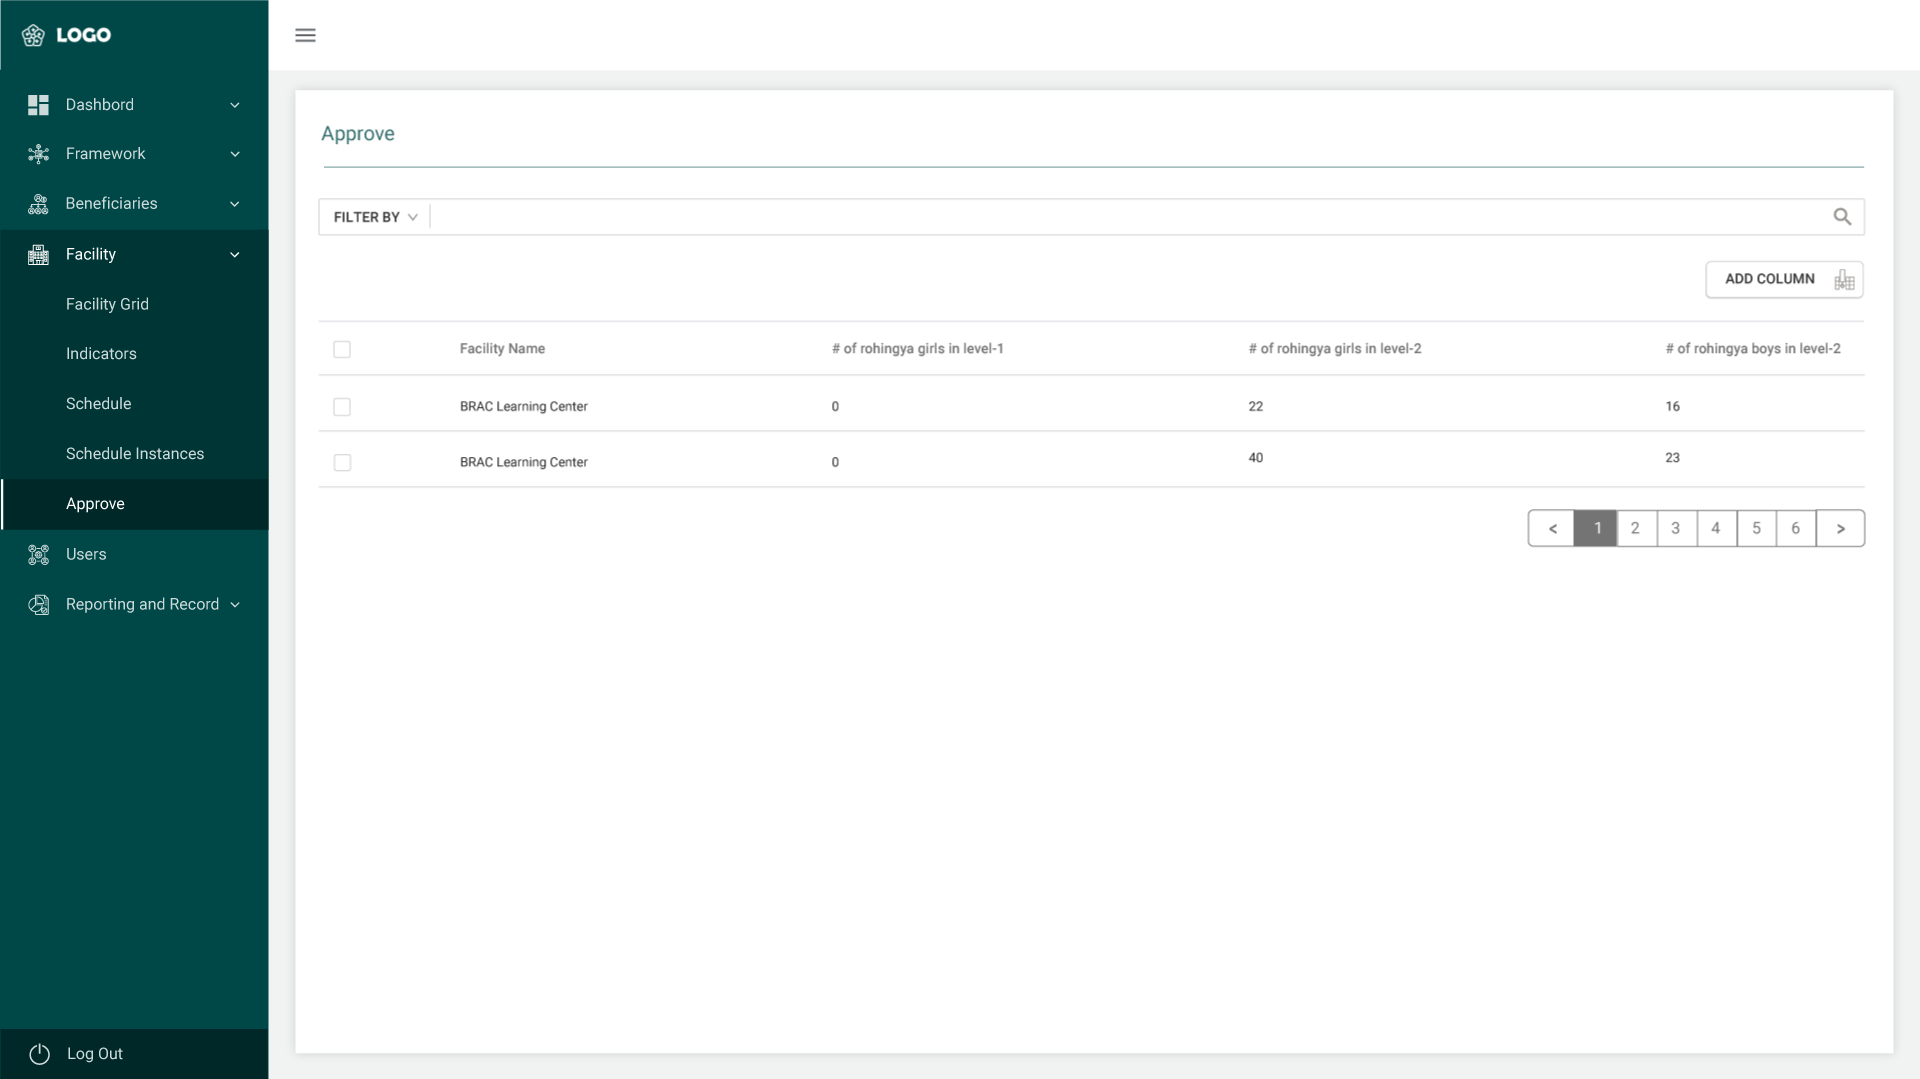 LOGO
Dashbord
Framework
Beneficiaries
Facility
Facility Grid
Indicators
Schedule
Schedule Instances
Approve
Users
Reporting and Record
Log Out
Approve
FILTER BY
ADD COLUMN
Facility Name # of rohingya girls in level-1 # of rohingya girls in level-2 # of rohingya boys in level-2
BRAC Learning Center 0 22 16
BRAC Learning Center 0 40 23
< 1 2 3 4 5 6 >